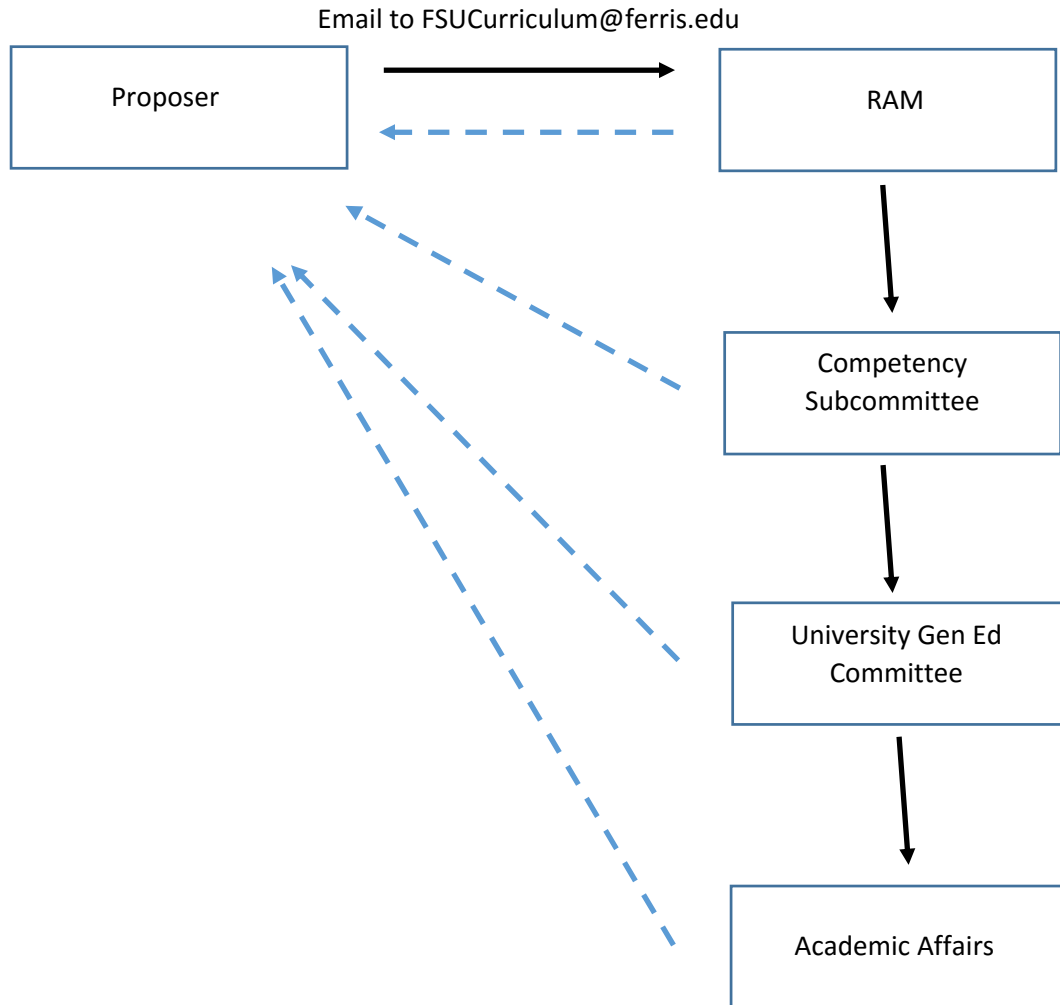 Email to FSUCurriculum@ferris.edu
Proposer
RAM
Competency
Subcommittee
University Gen Ed
Committee
Academic Affairs